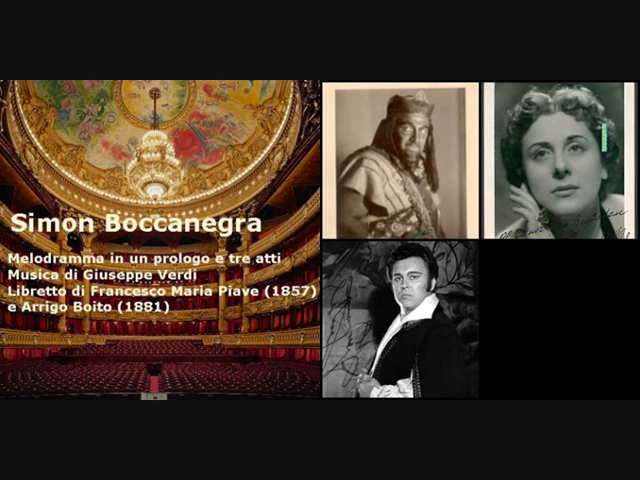 Simon Boccanegra
Melodramma in un prologo e tre atti
Musica di Giuseppe Verdi
Libretto di Francesco Maria Piave (1857)
e Arrigo Boito (1881)